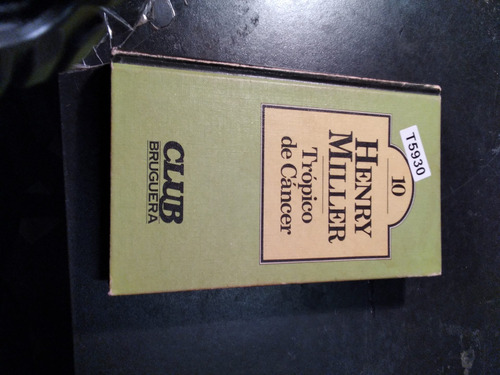 T5930
10
HENRY
MILLER
Trópico
de Cáncer
CLUB
BRUGUERA